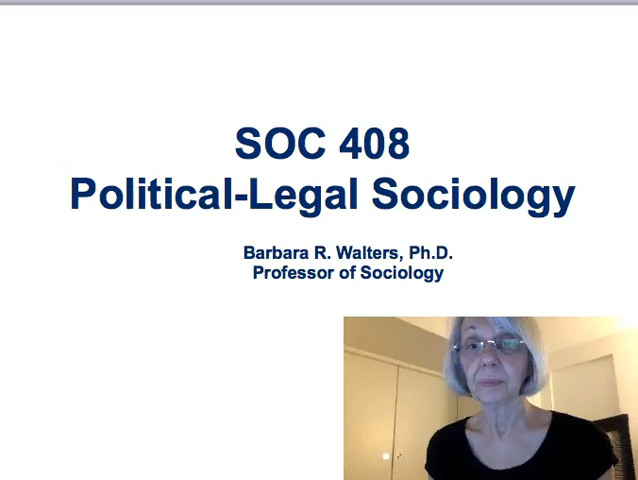 SOC 408
Political-Legal Sociology
Barbara R. Walters, Ph.D.
Professor of Sociology